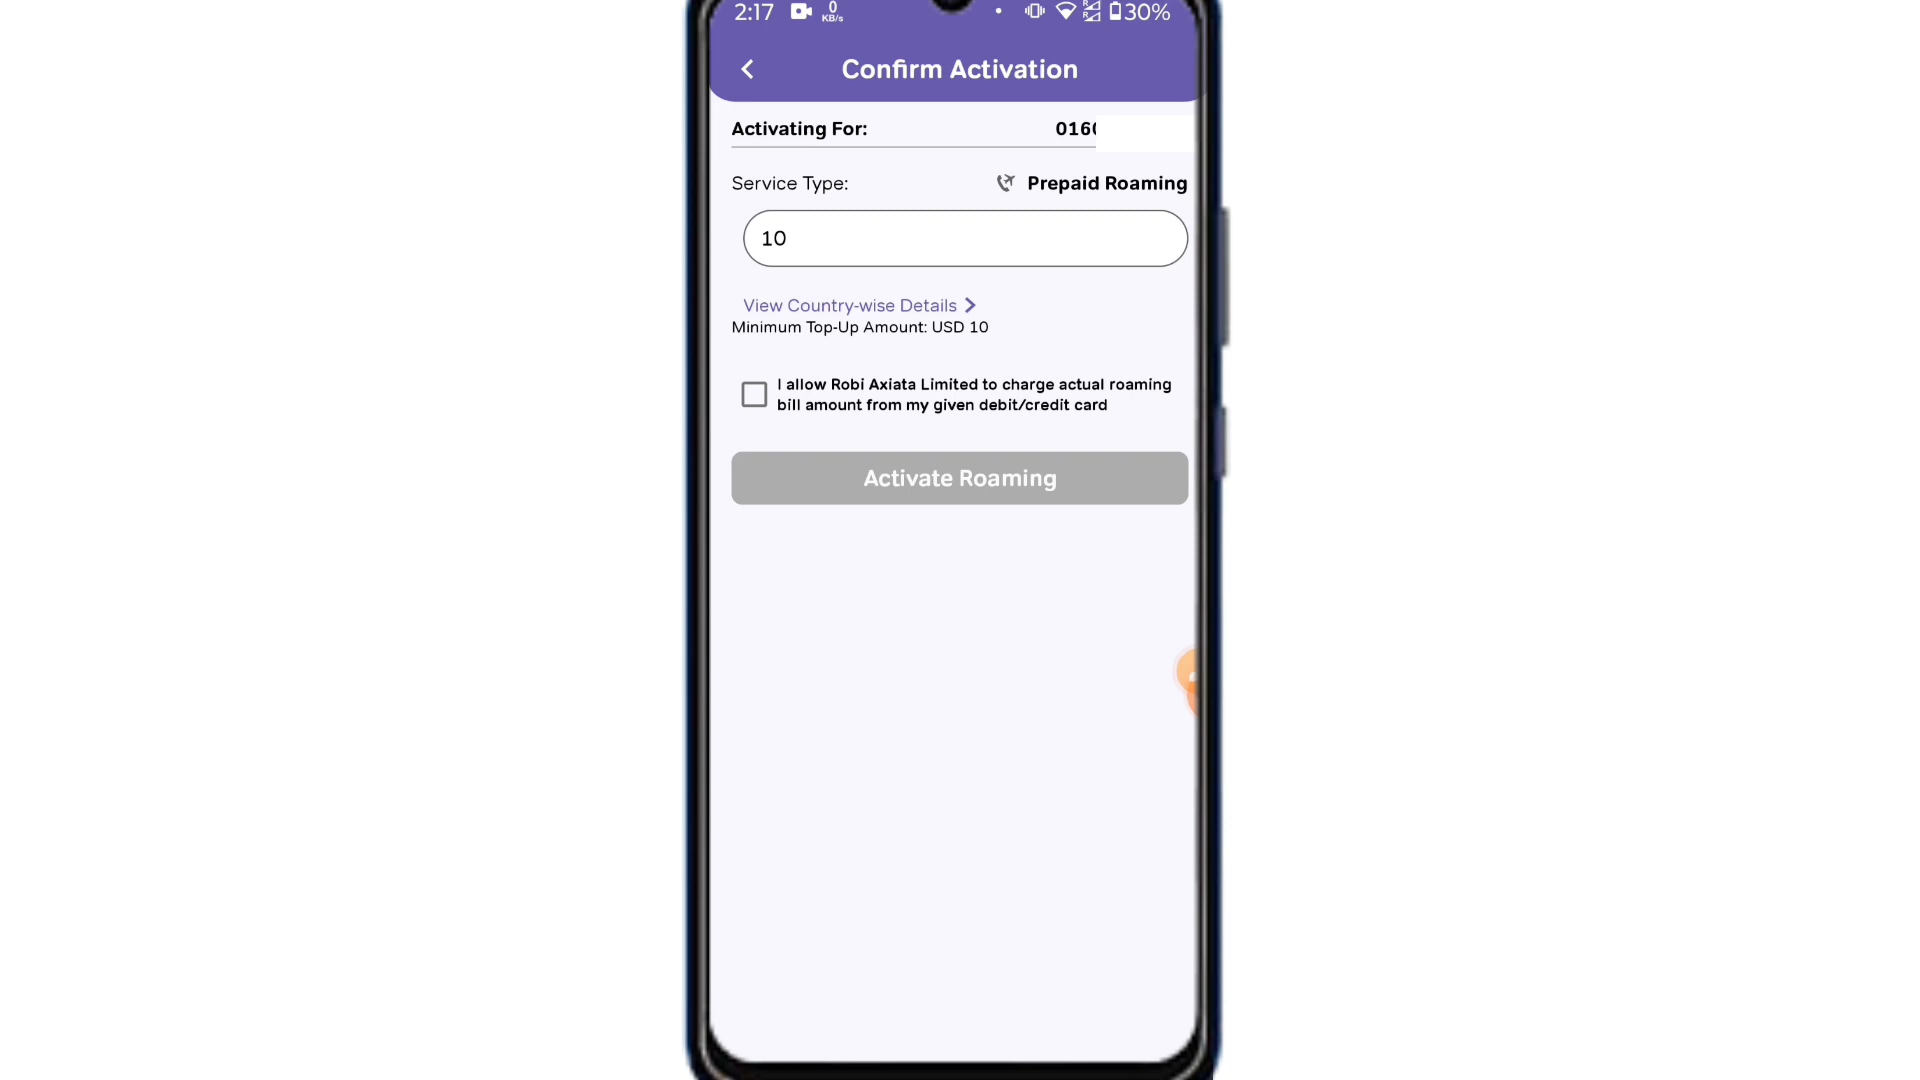 2:17 0 KB/s 30%
Confirm Activation
Activating For: 016
Service Type: Prepaid Roaming
10
View Country-wise Details
Minimum Top-Up Amount: USD 10
I allow Robi Axiata Limited to charge actual roaming
bill amount from my given debit/credit card
Activate Roaming